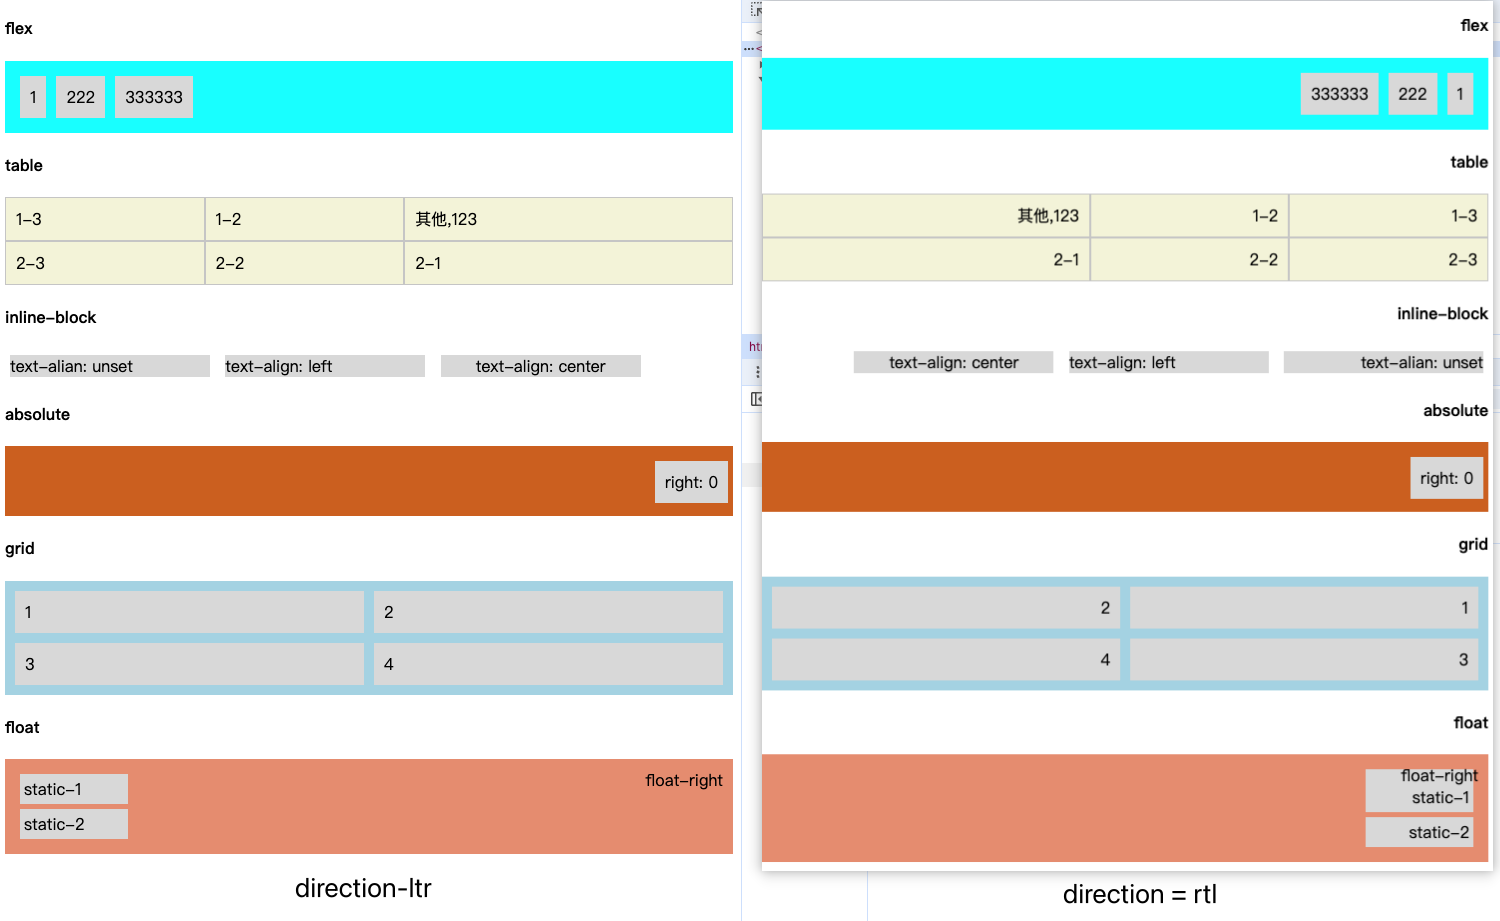 flex
1 222 333333
table
1-3 1-2 其他,123
2-3 2-2 2-1
inline-block
text-alian: unset text-align: left text-align: center
absolute
right: 0
grid
1 2
3 4
float
static-1 float-right
static-2
direction-ltr
flex
333333 222 1
table
其他,123 1-2 1-3
2-1 2-2 2-3
inline-block
text-align: center text-align: left text-alian: unset
absolute
right: 0
grid
2 1
4 3
float
float-right
static-1
static-2
direction = rtl